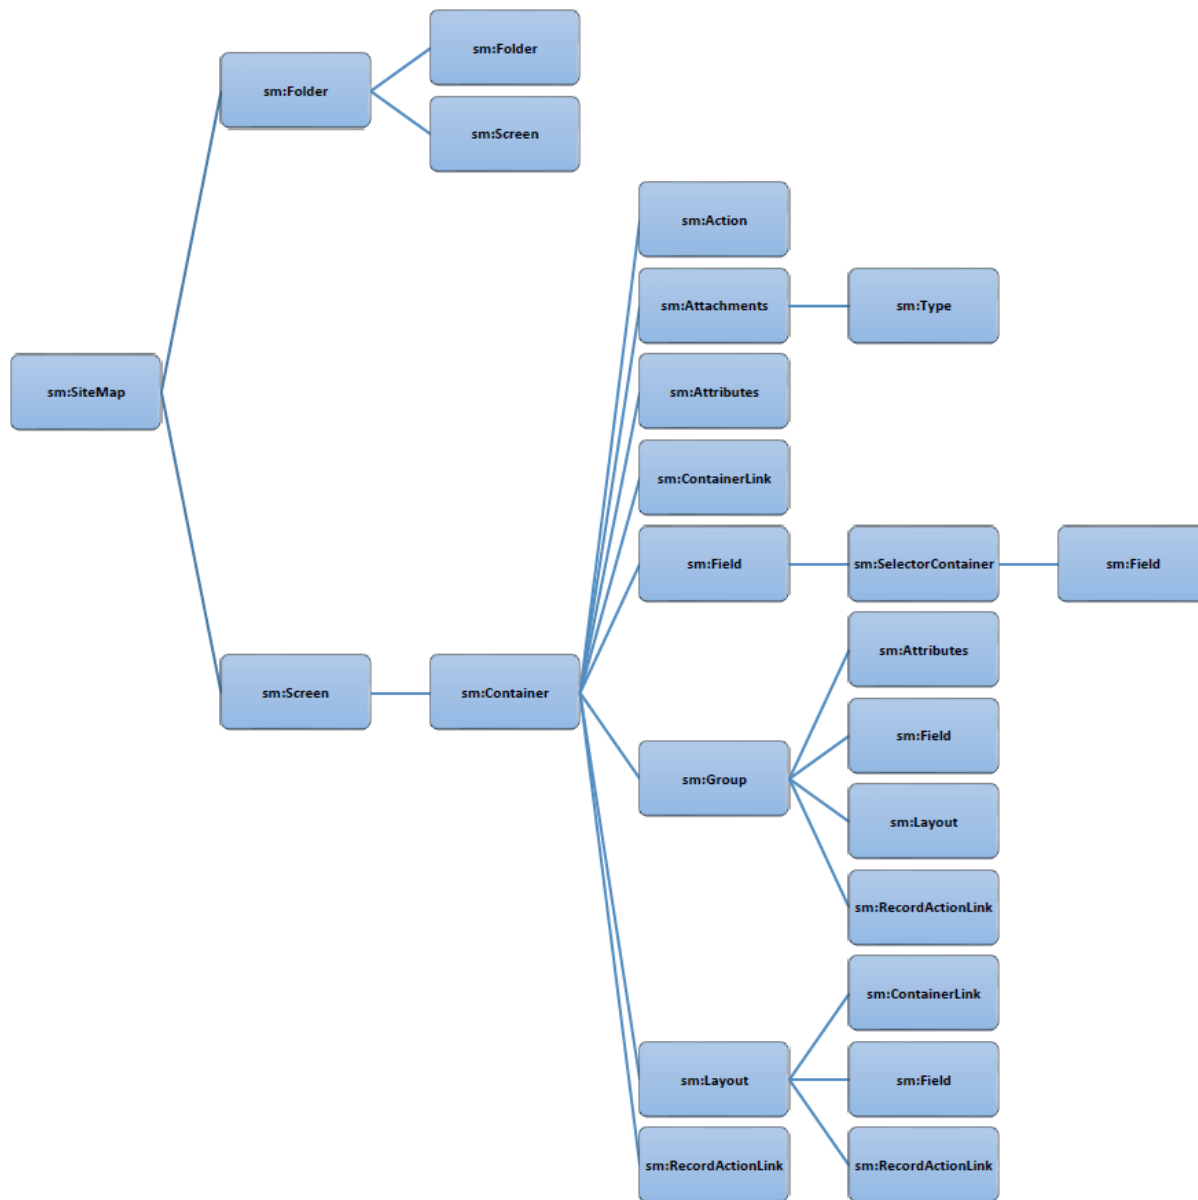 sm:Folder
sm:Folder
sm:Screen
sm:Action
sm:Attachments
sm:Type
sm:SiteMap
sm:Attributes
sm:ContainerLink
sm:Field
sm:SelectorContainer
sm:Field
sm:Attributes
sm:Screen
sm:Container
sm:Field
sm:Group
sm:Layout
sm:RecordActionLink
sm:ContainerLink
sm:Layout
sm:Field
sm:RecordActionLink
sm:RecordActionLink